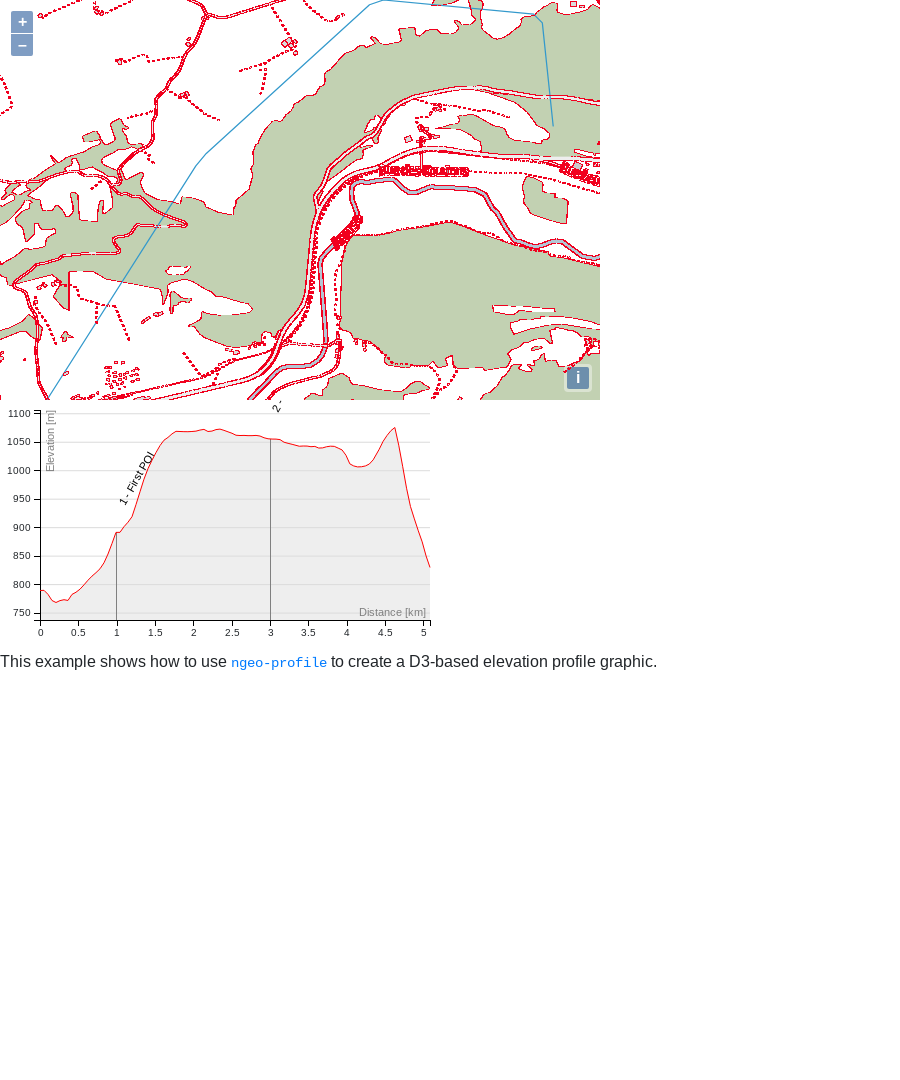 +
–
i
2 -
1100
1050
1000
950
900
850
800
750
Elevation [m]
1 - First POI
Distance [km]
0 0.5 1 1.5 2 2.5 3 3.5 4 4.5 5
This example shows how to use ngeo-profile to create a D3-based elevation profile graphic.